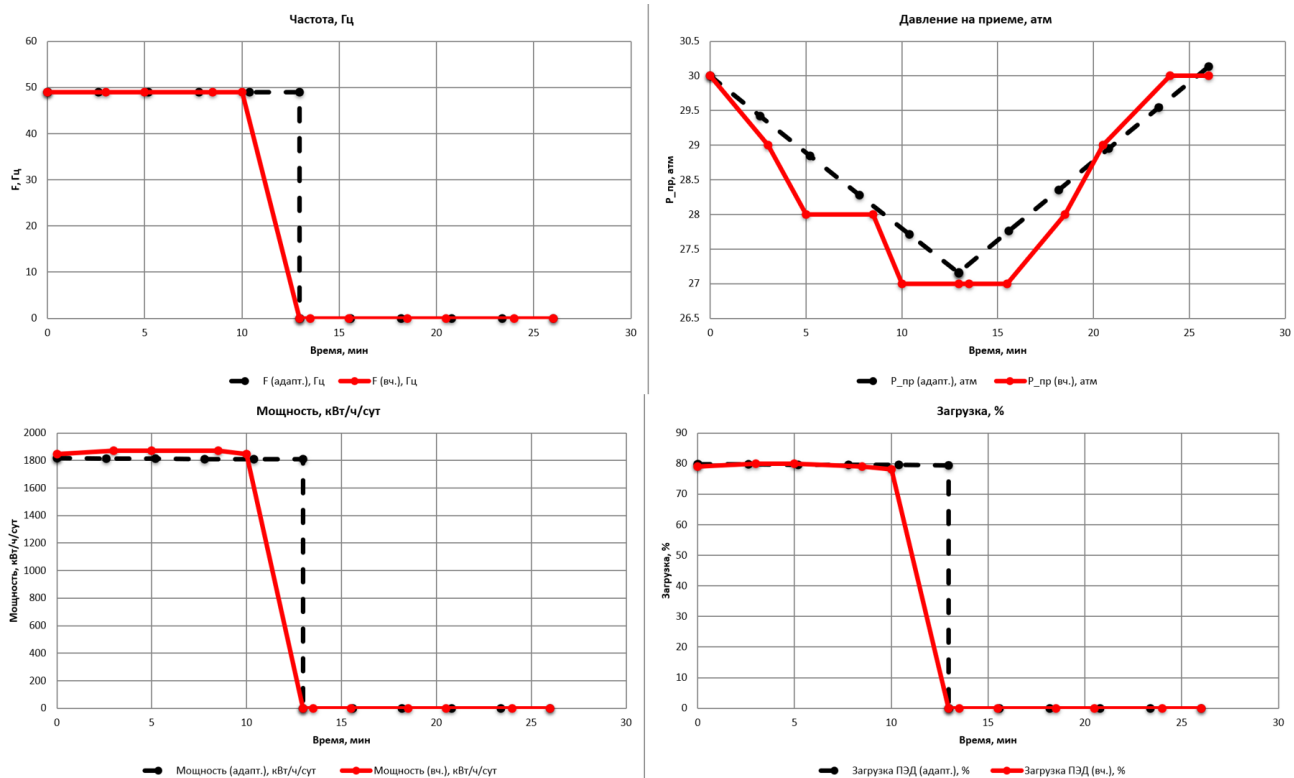 Частота, Гц
60
50
40
30
20
10
0
F, Гц
0 5 10 15 20 25 30
Время, мин
F (адапт.), Гц F (вч.), Гц
Давление на приеме, атм
30.5
30
29.5
29
28.5
28
27.5
27
26.5
P_пр, атм
0 5 10 15 20 25 30
Время, мин
P_пр (адапт.), атм P_пр (вч.), атм
Мощность, кВт/ч/сут
2000
1800
1600
1400
1200
1000
800
600
400
200
0
Мощность, кВт/ч/сут
0 5 10 15 20 25 30
Время, мин
Мощность (адапт.), кВт/ч/сут Мощность (вч.), кВт/ч/сут
Загрузка, %
90
80
70
60
50
40
30
20
10
0
Загрузка, %
0 5 10 15 20 25 30
Время, мин
Загрузка ПЭД (адапт.), % Загрузка ПЭД (вч.), %